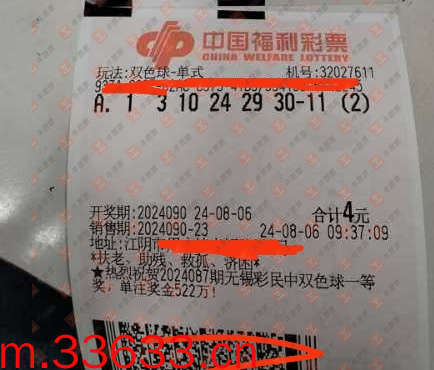 中国福利彩票
CHINA WELFARE LOTTERY
玩法:双色球-单式 机号:32027611
A. 1 3 10 24 29 30-11 (2)
开奖期:2024090 24-08-06 合计4元
销售期:2024090-23 24-08-06 09:37:09
地址:江阴市
*扶老、助残、救孤、济困*
★热烈祝贺2024087期无锡彩民中双色球一等
奖,单注奖金522万!
m.33633.cn